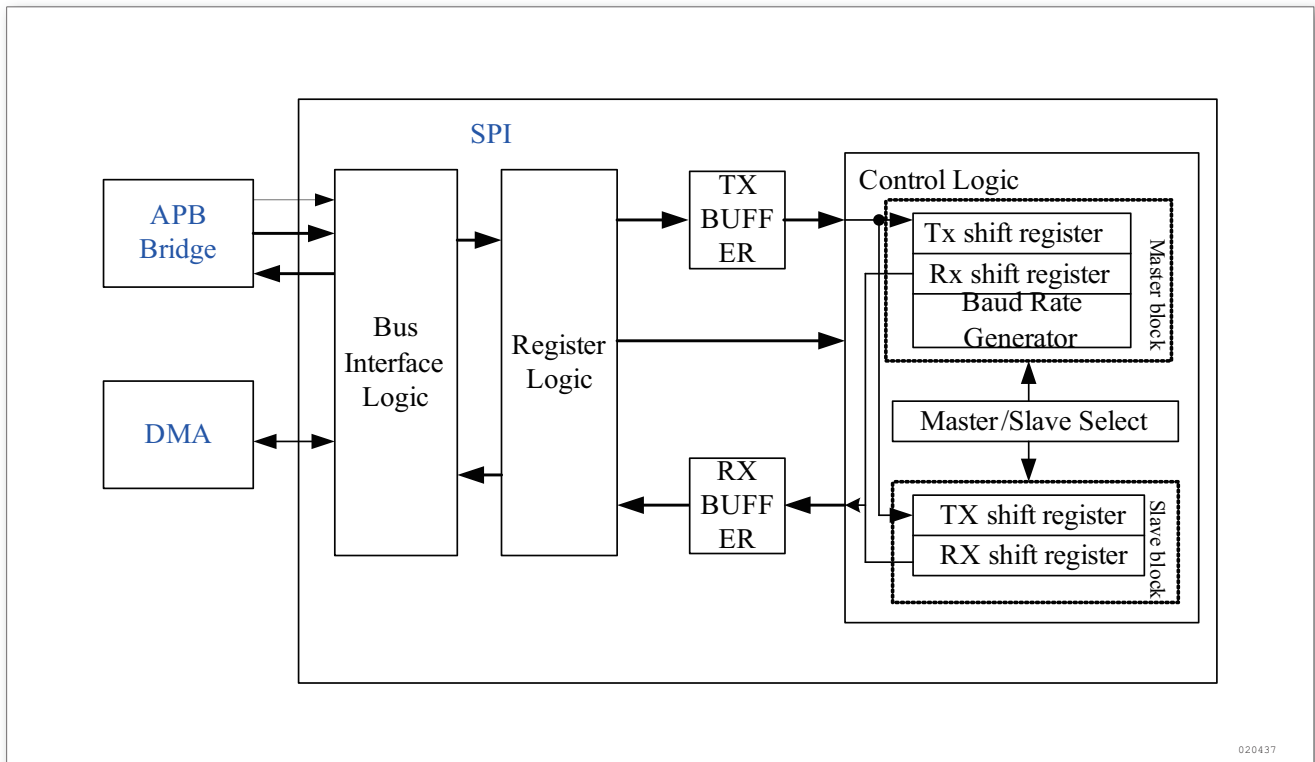 SPI
APB
Bridge
DMA
Bus
Interface
Logic
Register
Logic
TX
BUFF
ER
RX
BUFF
ER
Control Logic
Tx shift register
Rx shift register
Baud Rate
Generator
Master block
Master/Slave Select
TX shift register
RX shift register
Slave block
020437